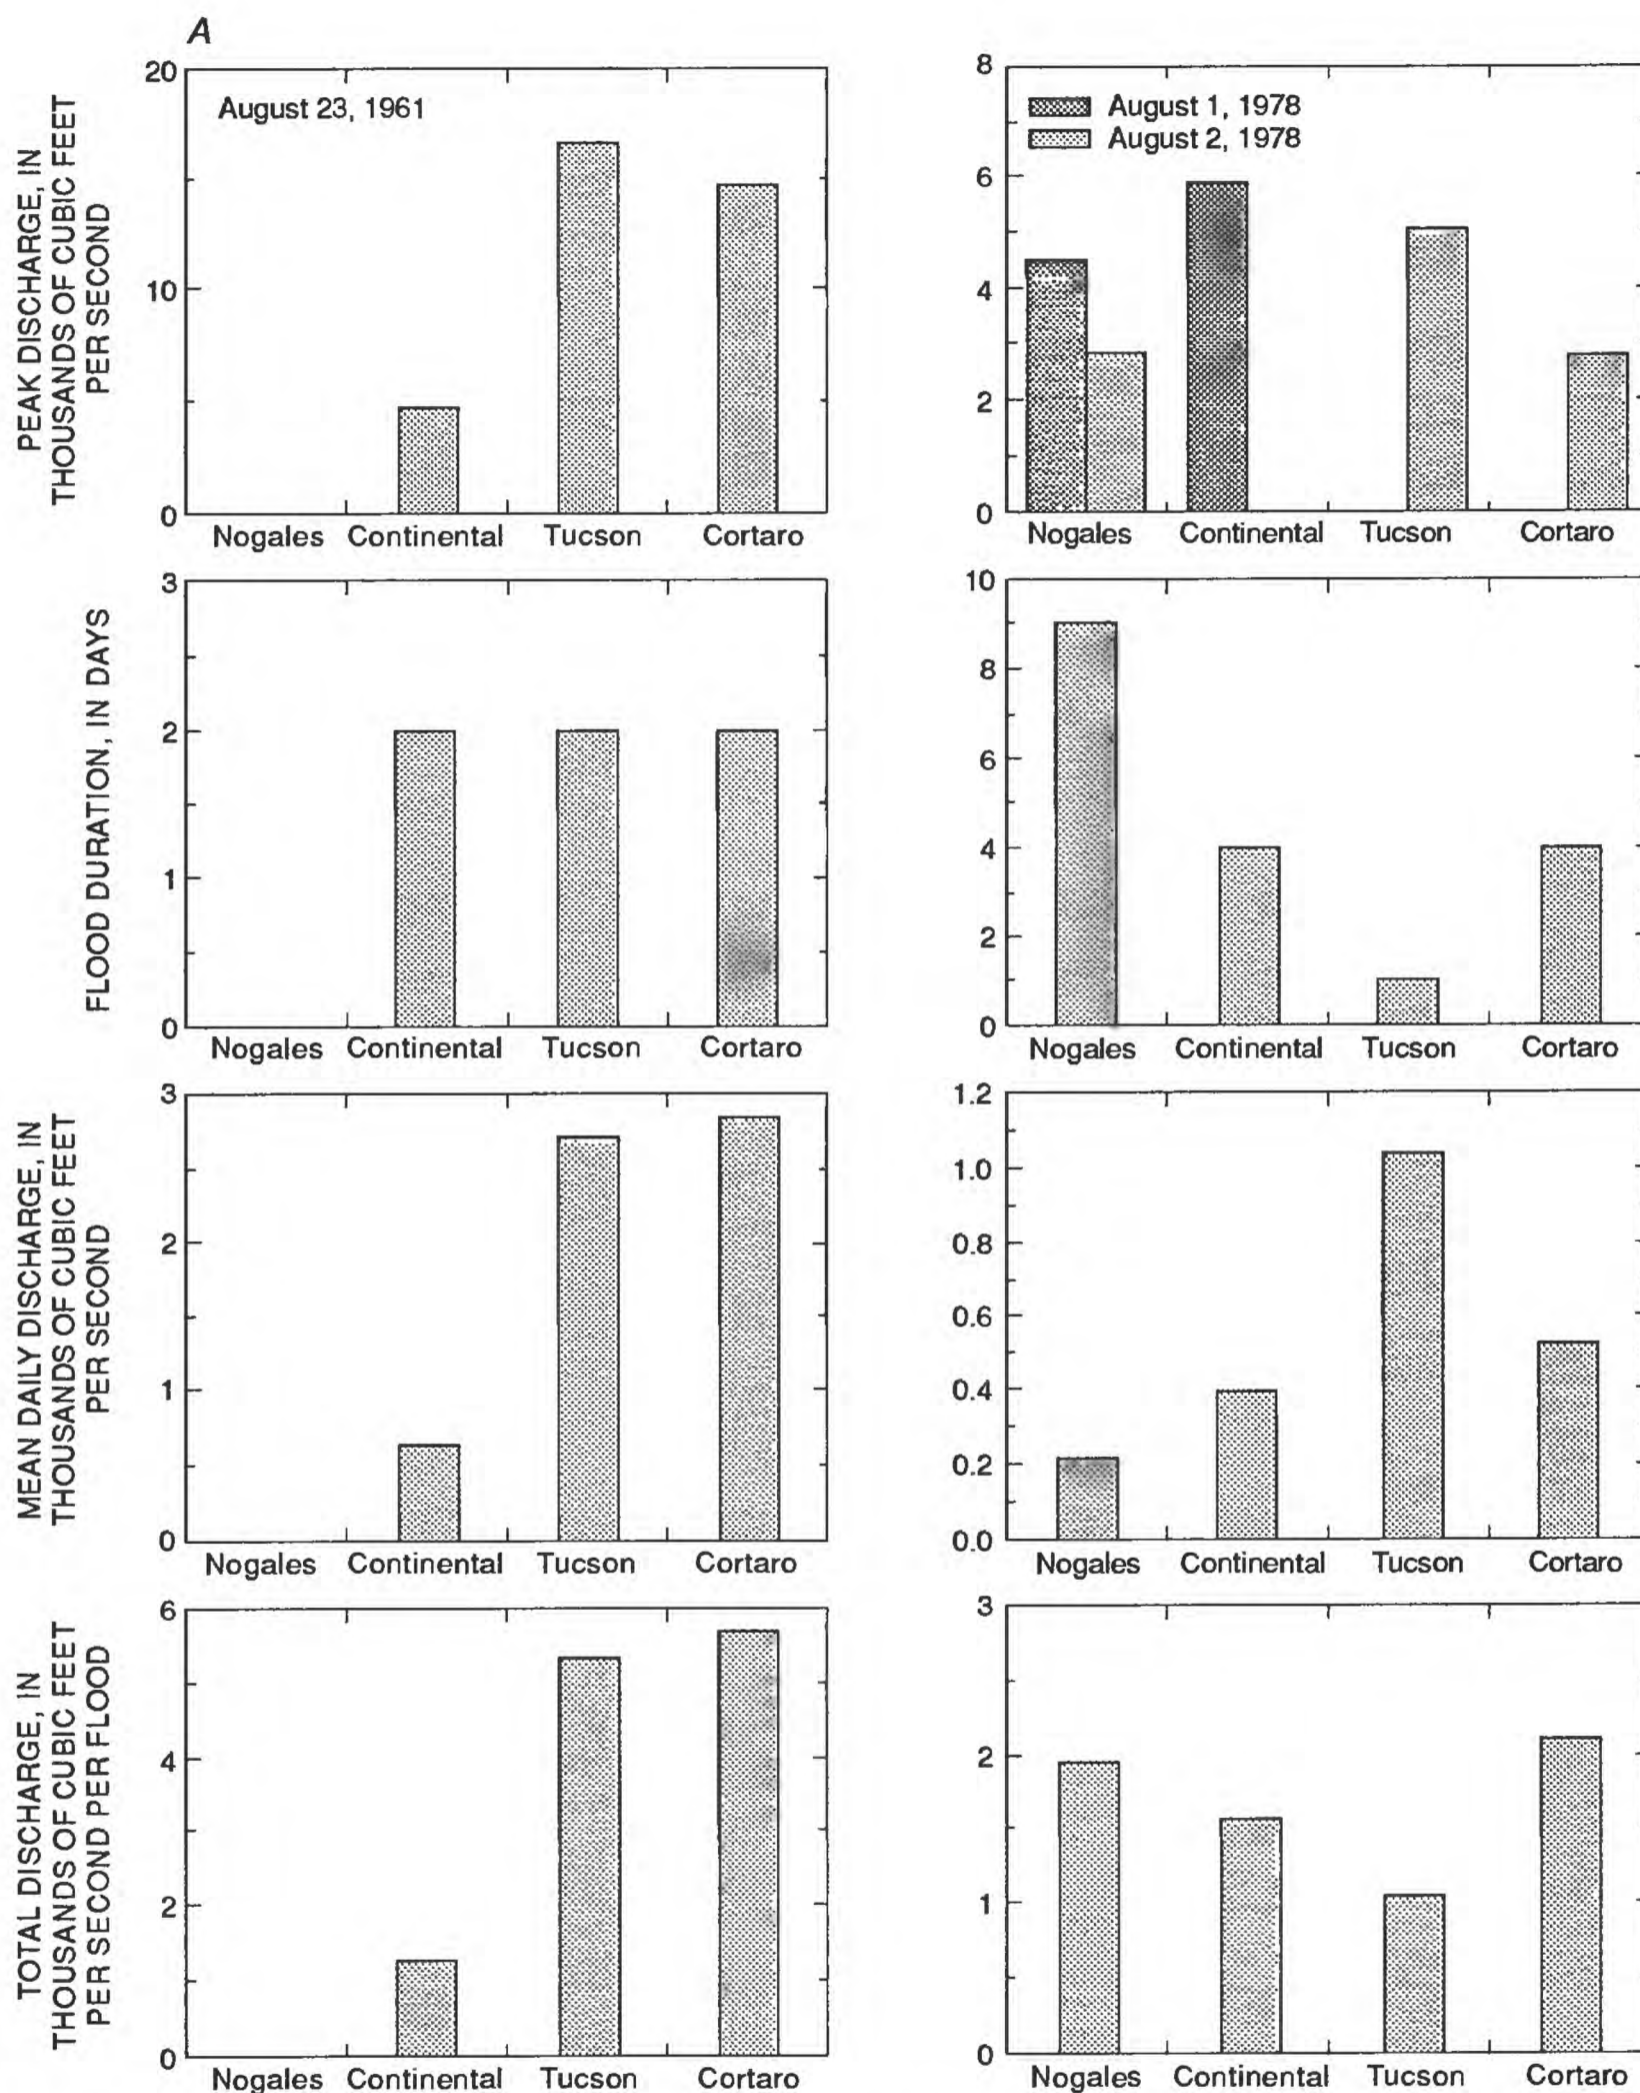 A
PEAK DISCHARGE, IN
THOUSANDS OF CUBIC FEET
PER SECOND
20
10
0
August 23, 1961
Nogales Continental Tucson Cortaro
8
6
4
2
0
August 1, 1978
August 2, 1978
Nogales Continental Tucson Cortaro
FLOOD DURATION, IN DAYS
3
2
1
0
Nogales Continental Tucson Cortaro
10
8
6
4
2
0
Nogales Continental Tucson Cortaro
MEAN DAILY DISCHARGE, IN
THOUSANDS OF CUBIC FEET
PER SECOND
3
2
1
0
Nogales Continental Tucson Cortaro
1.2
1.0
0.8
0.6
0.4
0.2
0.0
Nogales Continental Tucson Cortaro
TOTAL DISCHARGE, IN
THOUSANDS OF CUBIC FEET
PER SECOND PER FLOOD
6
4
2
0
Nogales Continental Tucson Cortaro
3
2
1
0
Nogales Continental Tucson Cortaro